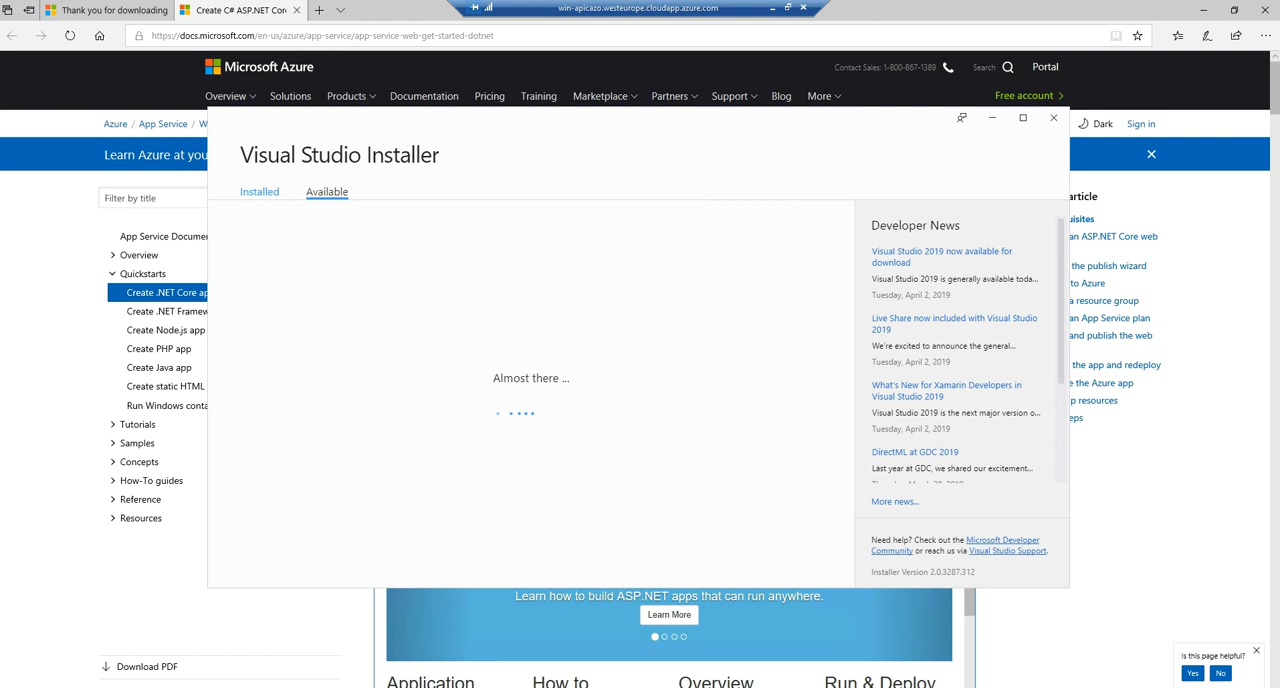 Thank you for downloading
Create C# ASP.NET Cor
win-apicazo.westeurope.cloudapp.azure.com
https://docs.microsoft.com/en-us/azure/app-service/app-service-web-get-started-dotnet
Microsoft Azure
Contact Sales: 1-800-867-1389
Search
Portal
Overview
Solutions
Products
Documentation
Pricing
Training
Marketplace
Partners
Support
Blog
More
Free account
Azure / App Service / W
Dark
Sign in
Learn Azure at you
Filter by title
App Service Docume
Overview
Quickstarts
Create .NET Core ap
Create .NET Framew
Create Node.js app
Create PHP app
Create Java app
Create static HTML
Run Windows conta
Tutorials
Samples
Concepts
How-To guides
Reference
Resources
Download PDF
Visual Studio Installer
Installed
Available
Almost there ...
Developer News
Visual Studio 2019 now available for
download
Visual Studio 2019 is generally available toda...
Tuesday, April 2, 2019
Live Share now included with Visual Studio
2019
We're excited to announce the general...
Tuesday, April 2, 2019
What's New for Xamarin Developers in
Visual Studio 2019
Visual Studio 2019 is the next major version o...
Tuesday, April 2, 2019
DirectML at GDC 2019
Last year at GDC, we shared our excitement...
More news...
Need help? Check out the Microsoft Developer
Community or reach us via Visual Studio Support.
Installer Version 2.0.3287.312
article
uisites
an ASP.NET Core web
the publish wizard
to Azure
a resource group
an App Service plan
and publish the web
the app and redeploy
e the Azure app
p resources
eps
Learn how to build ASP.NET apps that can run anywhere.
Learn More
Application
How to
Overview
Run & Deploy
Is this page helpful?
Yes
No